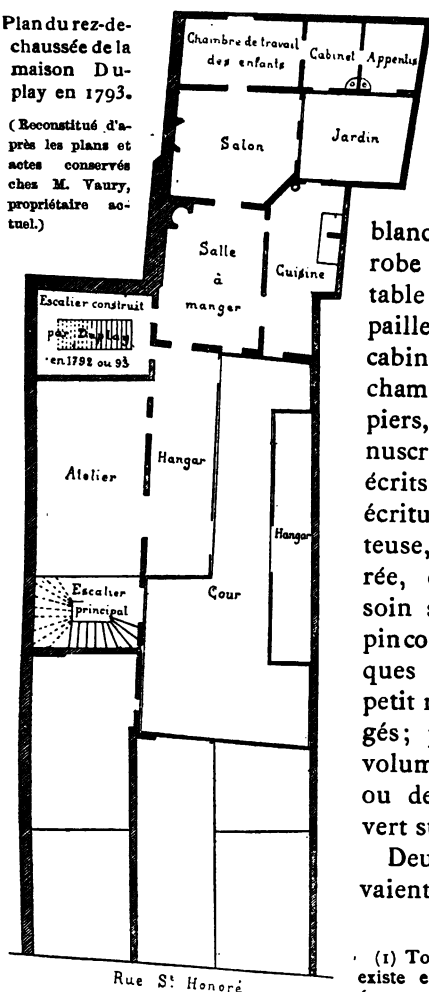 Plan du rez-de-
chaussée de la
maison Du-
play en 1793.
(Reconstitué d'a-
près les plans et
actes conservés
chez M. Vaury,
propriétaire ac-
tuel.)
Chambre de travail
des enfants
Cabinet
Appentis
Salon
Jardin
Salle
à
manger
Cuisine
Escalier construit
par Duplay
en 1792 ou 93
Atelier
Hangar
Hangar
Cour
Escalier
principal
Rue St. Honoré
blanc
robe
table
paille
cabin
cham
piers,
nuscr
écrits
écritu
teuse,
rée,
soin s
pinco
ques
petit r
gés; 
volum
ou de
vert su
Deu
vaient
(1) To
existe e